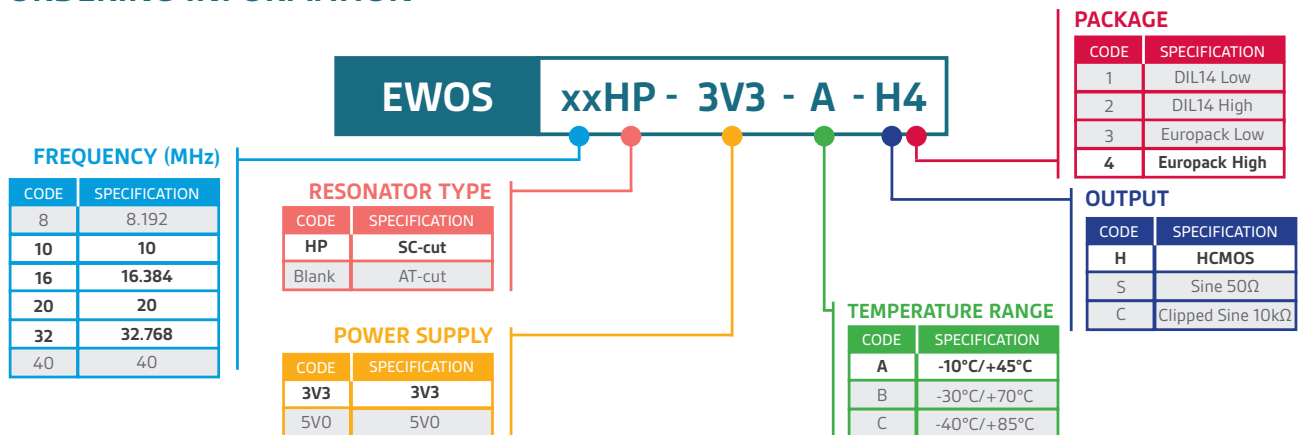 PACKAGE
CODE SPECIFICATION
1 DIL14 Low
2 DIL14 High
3 Europack Low
4 Europack High
EWOS xxHP - 3V3 - A - H4
FREQUENCY (MHz)
CODE SPECIFICATION
8 8.192
10 10
16 16.384
20 20
32 32.768
40 40
RESONATOR TYPE
CODE SPECIFICATION
HP SC-cut
Blank AT-cut
OUTPUT
CODE SPECIFICATION
H HCMOS
S Sine 50Ω
C Clipped Sine 10kΩ
POWER SUPPLY
CODE SPECIFICATION
3V3 3V3
5V0 5V0
TEMPERATURE RANGE
CODE SPECIFICATION
A -10°C/+45°C
B -30°C/+70°C
C -40°C/+85°C